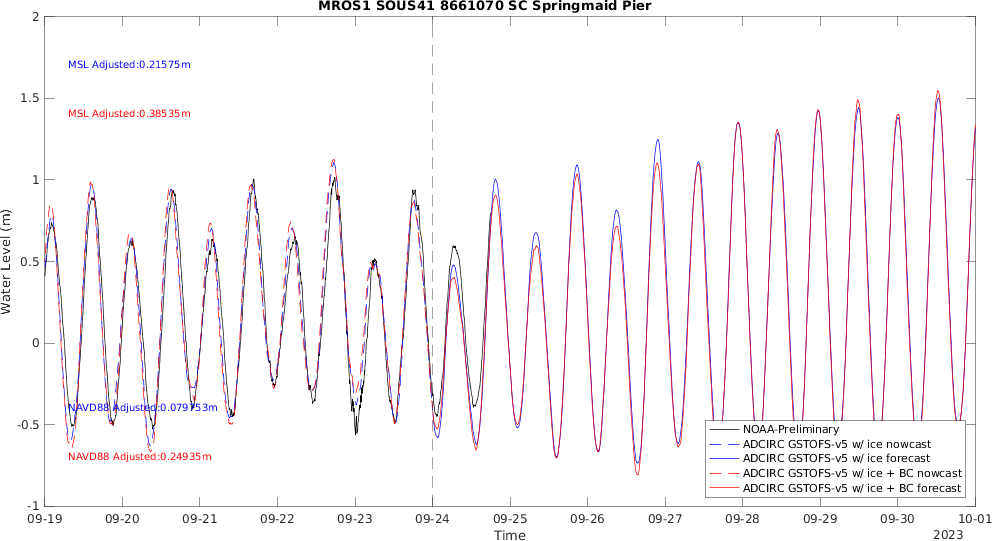 MROS1 SOUS41 8661070 SC Springmaid Pier
2
1.5
1
0.5
0
-0.5
-1
Water Level (m)
MSL Adjusted:0.21575m
MSL Adjusted:0.38535m
NAVD88 Adjusted:0.079753m
NAVD88 Adjusted:0.24935m
NOAA-Preliminary
ADCIRC GSTOFS-v5 w/ ice nowcast
ADCIRC GSTOFS-v5 w/ ice forecast
ADCIRC GSTOFS-v5 w/ ice + BC nowcast
ADCIRC GSTOFS-v5 w/ ice + BC forecast
09-19 09-20 09-21 09-22 09-23 09-24 09-25 09-26 09-27 09-28 09-29 09-30 10-01
Time
2023